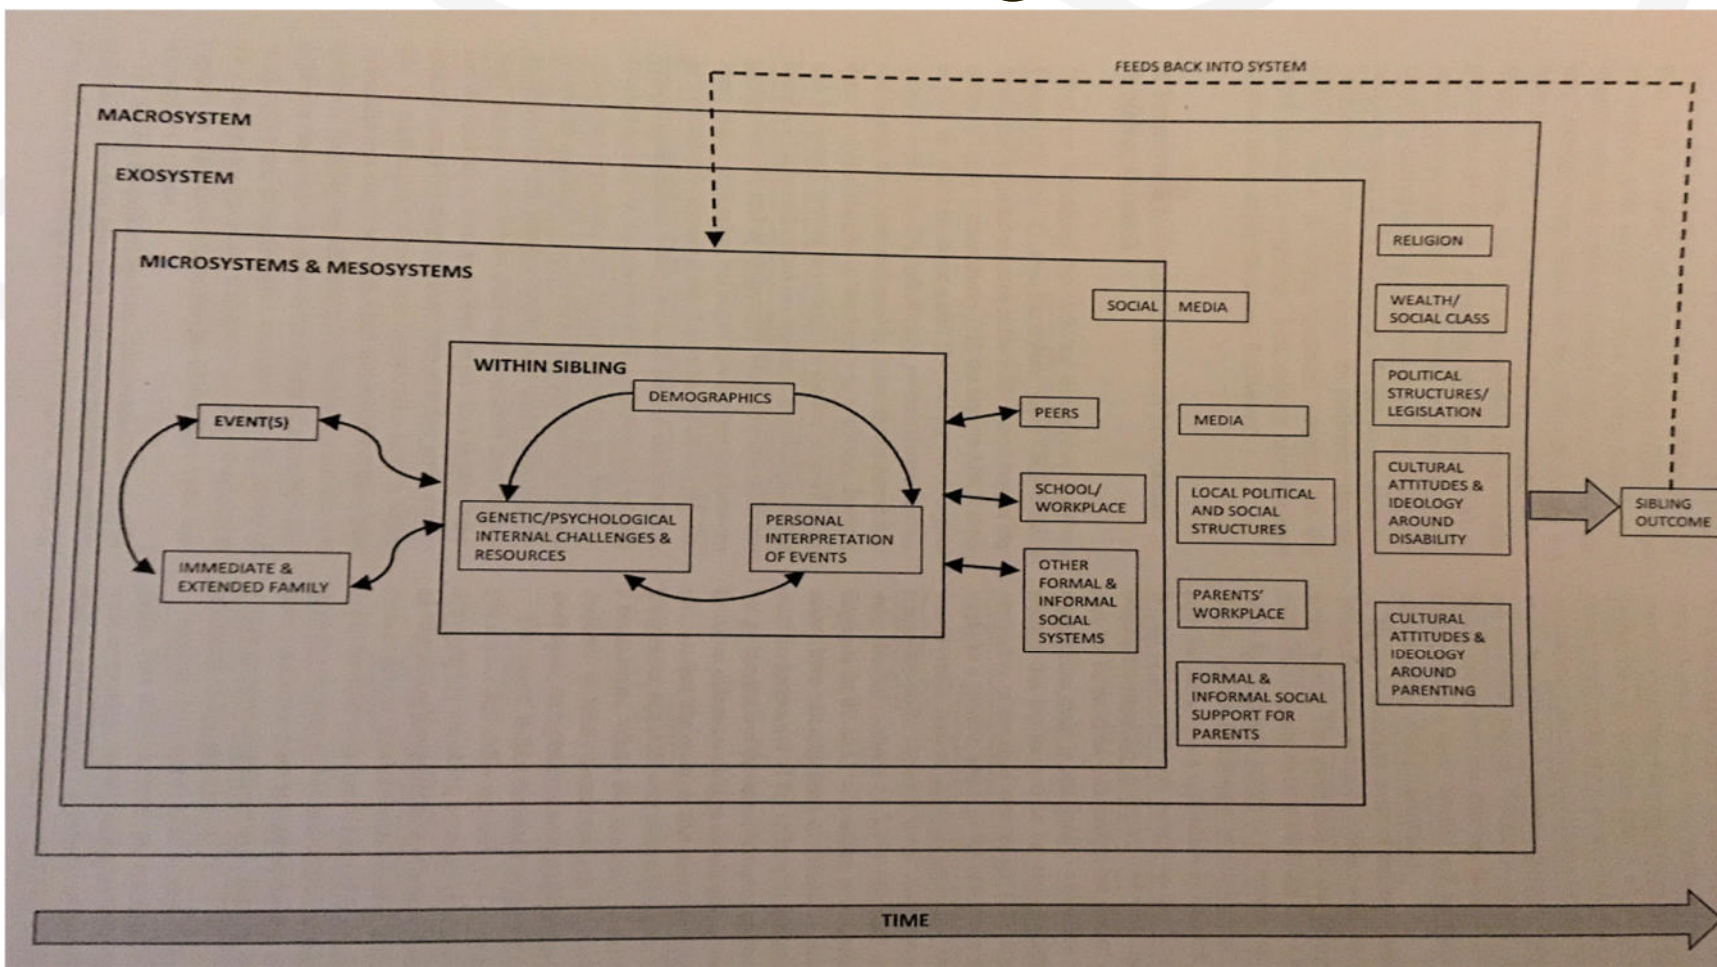 FEEDS BACK INTO SYSTEM
MACROSYSTEM
EXOSYSTEM
MICROSYSTEMS & MESOSYSTEMS
WITHIN SIBLING
DEMOGRAPHICS
EVENT(S)
GENETIC/PSYCHOLOGICAL
INTERNAL CHALLENGES &
RESOURCES
PERSONAL
INTERPRETATION
OF EVENTS
IMMEDIATE &
EXTENDED FAMILY
SOCIAL MEDIA
PEERS
SCHOOL/
WORKPLACE
OTHER
FORMAL &
INFORMAL
SOCIAL
SYSTEMS
MEDIA
LOCAL POLITICAL
AND SOCIAL
STRUCTURES
PARENTS'
WORKPLACE
FORMAL &
INFORMAL SOCIAL
SUPPORT FOR
PARENTS
RELIGION
WEALTH/
SOCIAL CLASS
POLITICAL
STRUCTURES/
LEGISLATION
CULTURAL
ATTITUDES &
IDEOLOGY
AROUND
DISABILITY
CULTURAL
ATTITUDES &
IDEOLOGY
AROUND
PARENTING
SIBLING
OUTCOME
TIME